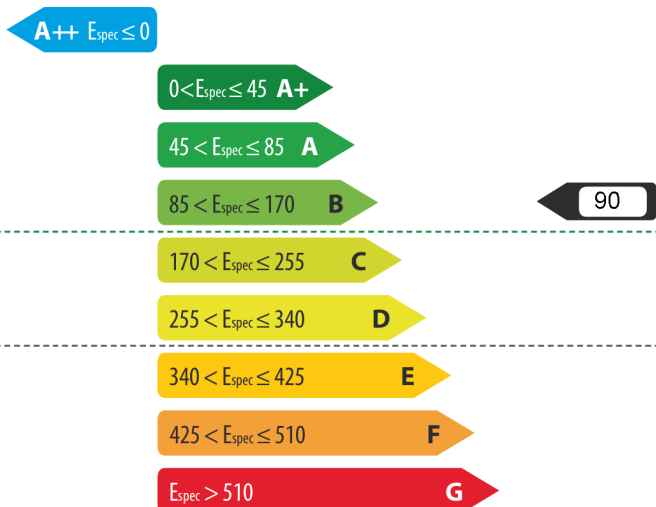 A++ Espec ≤ 0
0<Espec ≤ 45 A+
45 < Espec ≤ 85 A
85 < Espec ≤ 170 B
90
170 < Espec ≤ 255 C
255 < Espec ≤ 340 D
340 < Espec ≤ 425 E
425 < Espec ≤ 510 F
Espec > 510 G